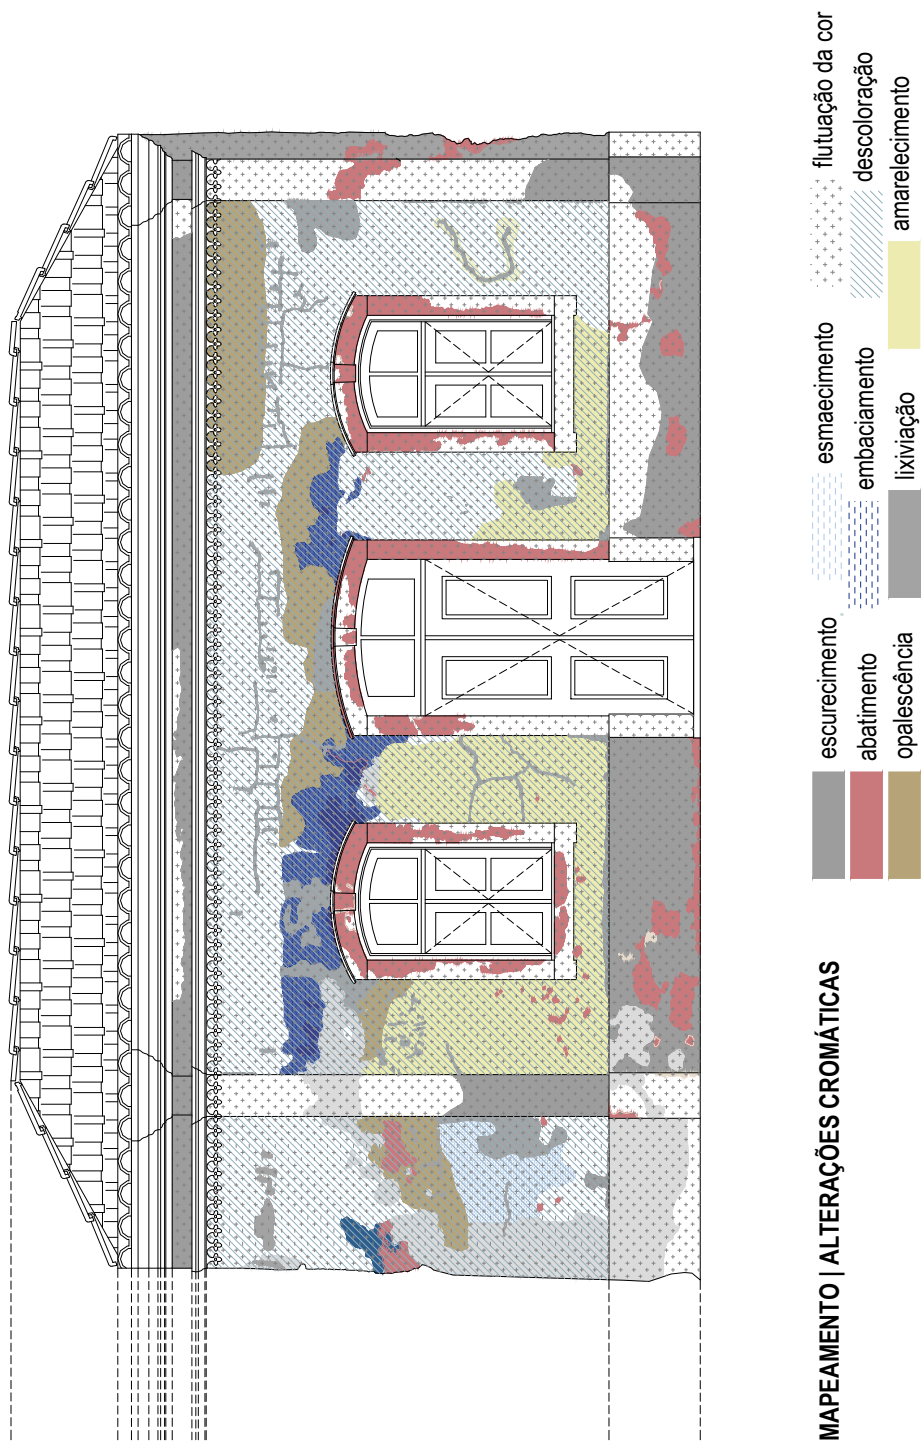 MAPEAMENTO | ALTERAÇÕES CROMÁTICAS
escurecimento
abatimento
opalescência
esmaecimento
embaciamento
lixiviação
flutuação da cor
descoloração
amarelecimento